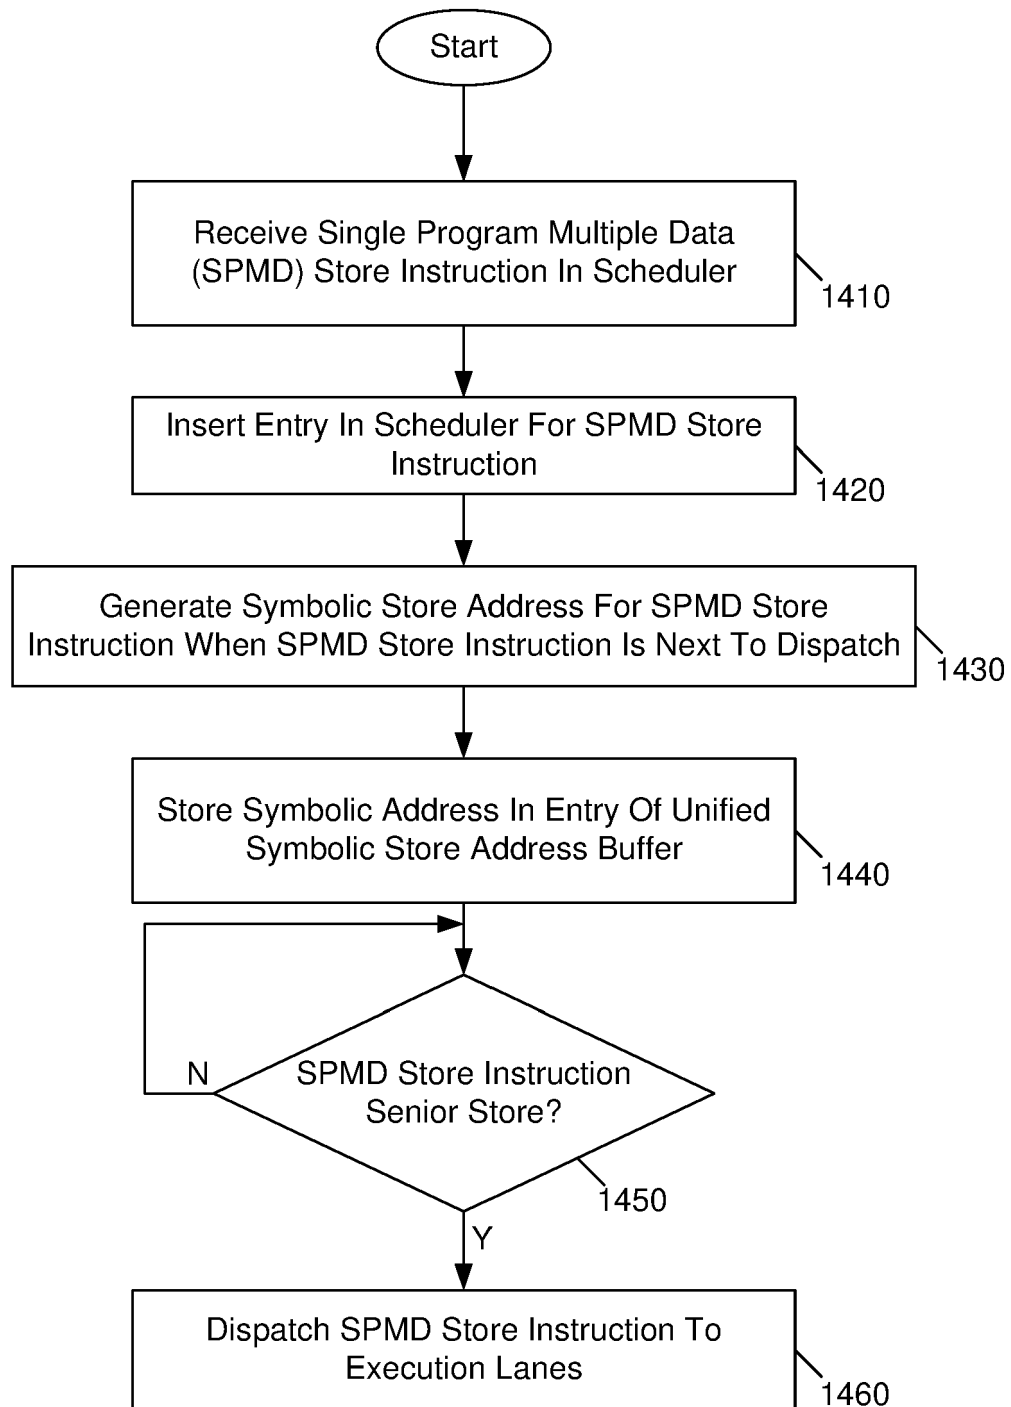 Start
Receive Single Program Multiple Data
(SPMD) Store Instruction In Scheduler
1410
Insert Entry In Scheduler For SPMD Store
Instruction
1420
Generate Symbolic Store Address For SPMD Store
Instruction When SPMD Store Instruction Is Next To Dispatch
1430
Store Symbolic Address In Entry Of Unified
Symbolic Store Address Buffer
1440
N
SPMD Store Instruction
Senior Store?
1450
Y
Dispatch SPMD Store Instruction To
Execution Lanes
1460